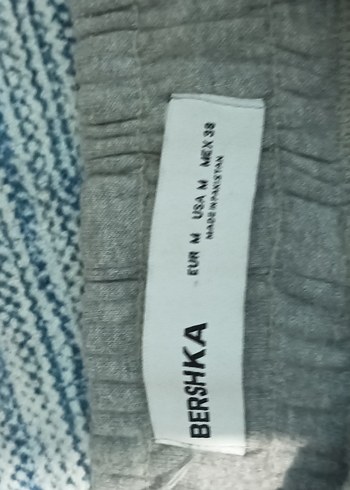 BERSHKA
EUR M USA M MEX 38
MADE IN PAKISTAN